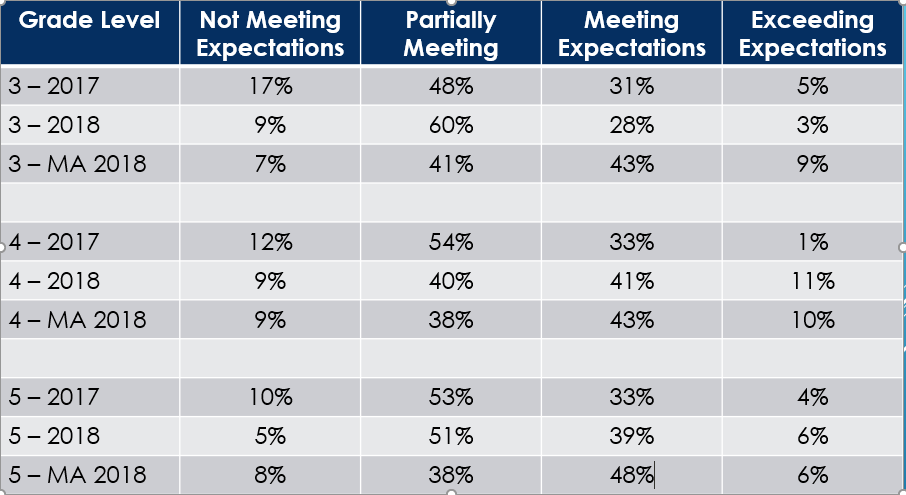 Grade Level Not Meeting Expectations Partially Meeting Meeting Expectations Exceeding Expectations
3 – 2017 17% 48% 31% 5%
3 – 2018 9% 60% 28% 3%
3 – MA 2018 7% 41% 43% 9%
4 – 2017 12% 54% 33% 1%
4 – 2018 9% 40% 41% 11%
4 – MA 2018 9% 38% 43% 10%
5 – 2017 10% 53% 33% 4%
5 – 2018 5% 51% 39% 6%
5 – MA 2018 8% 38% 48% 6%